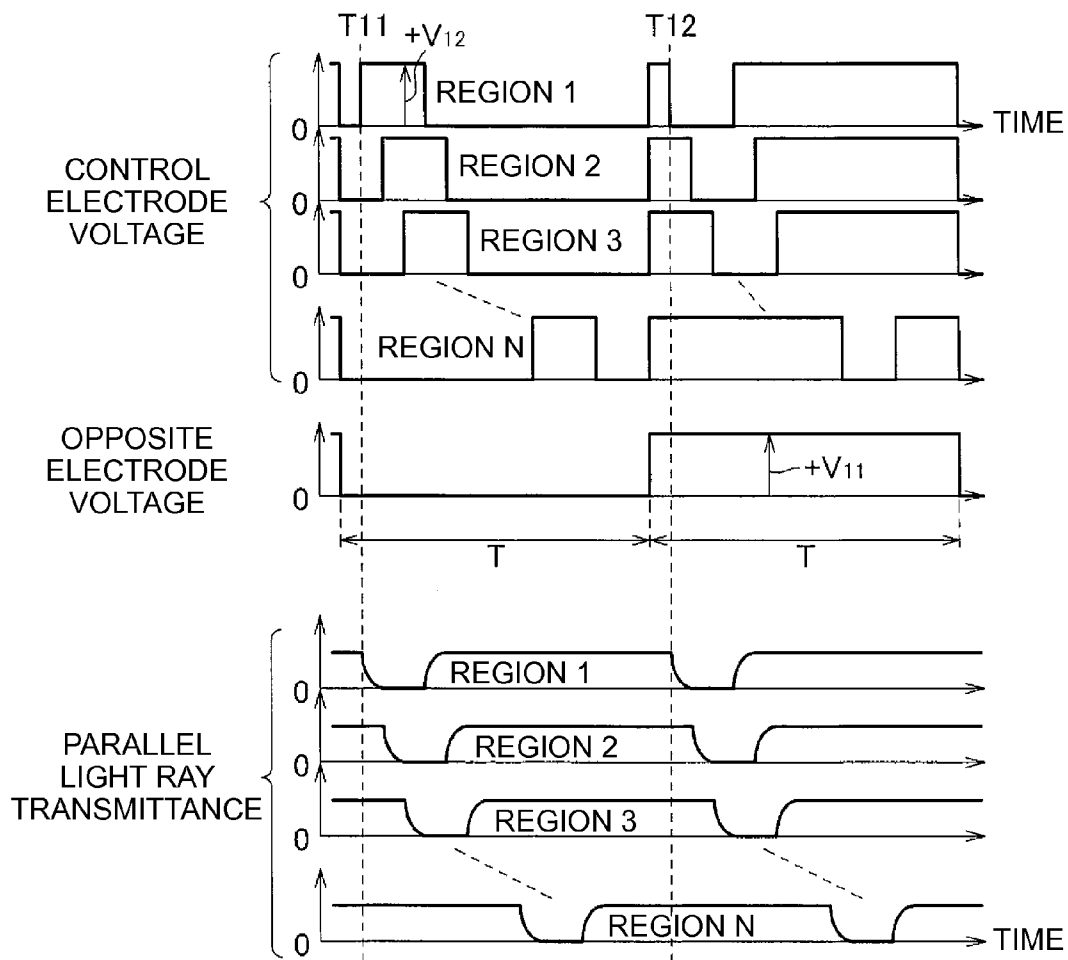 T11
T12
+V12
REGION 1
0
TIME
REGION 2
0
CONTROL
ELECTRODE
VOLTAGE
REGION 3
0
REGION N
0
OPPOSITE
ELECTRODE
VOLTAGE
+V11
0
T
T
REGION 1
0
REGION 2
0
PARALLEL
LIGHT RAY
TRANSMITTANCE
REGION 3
0
REGION N
0
TIME